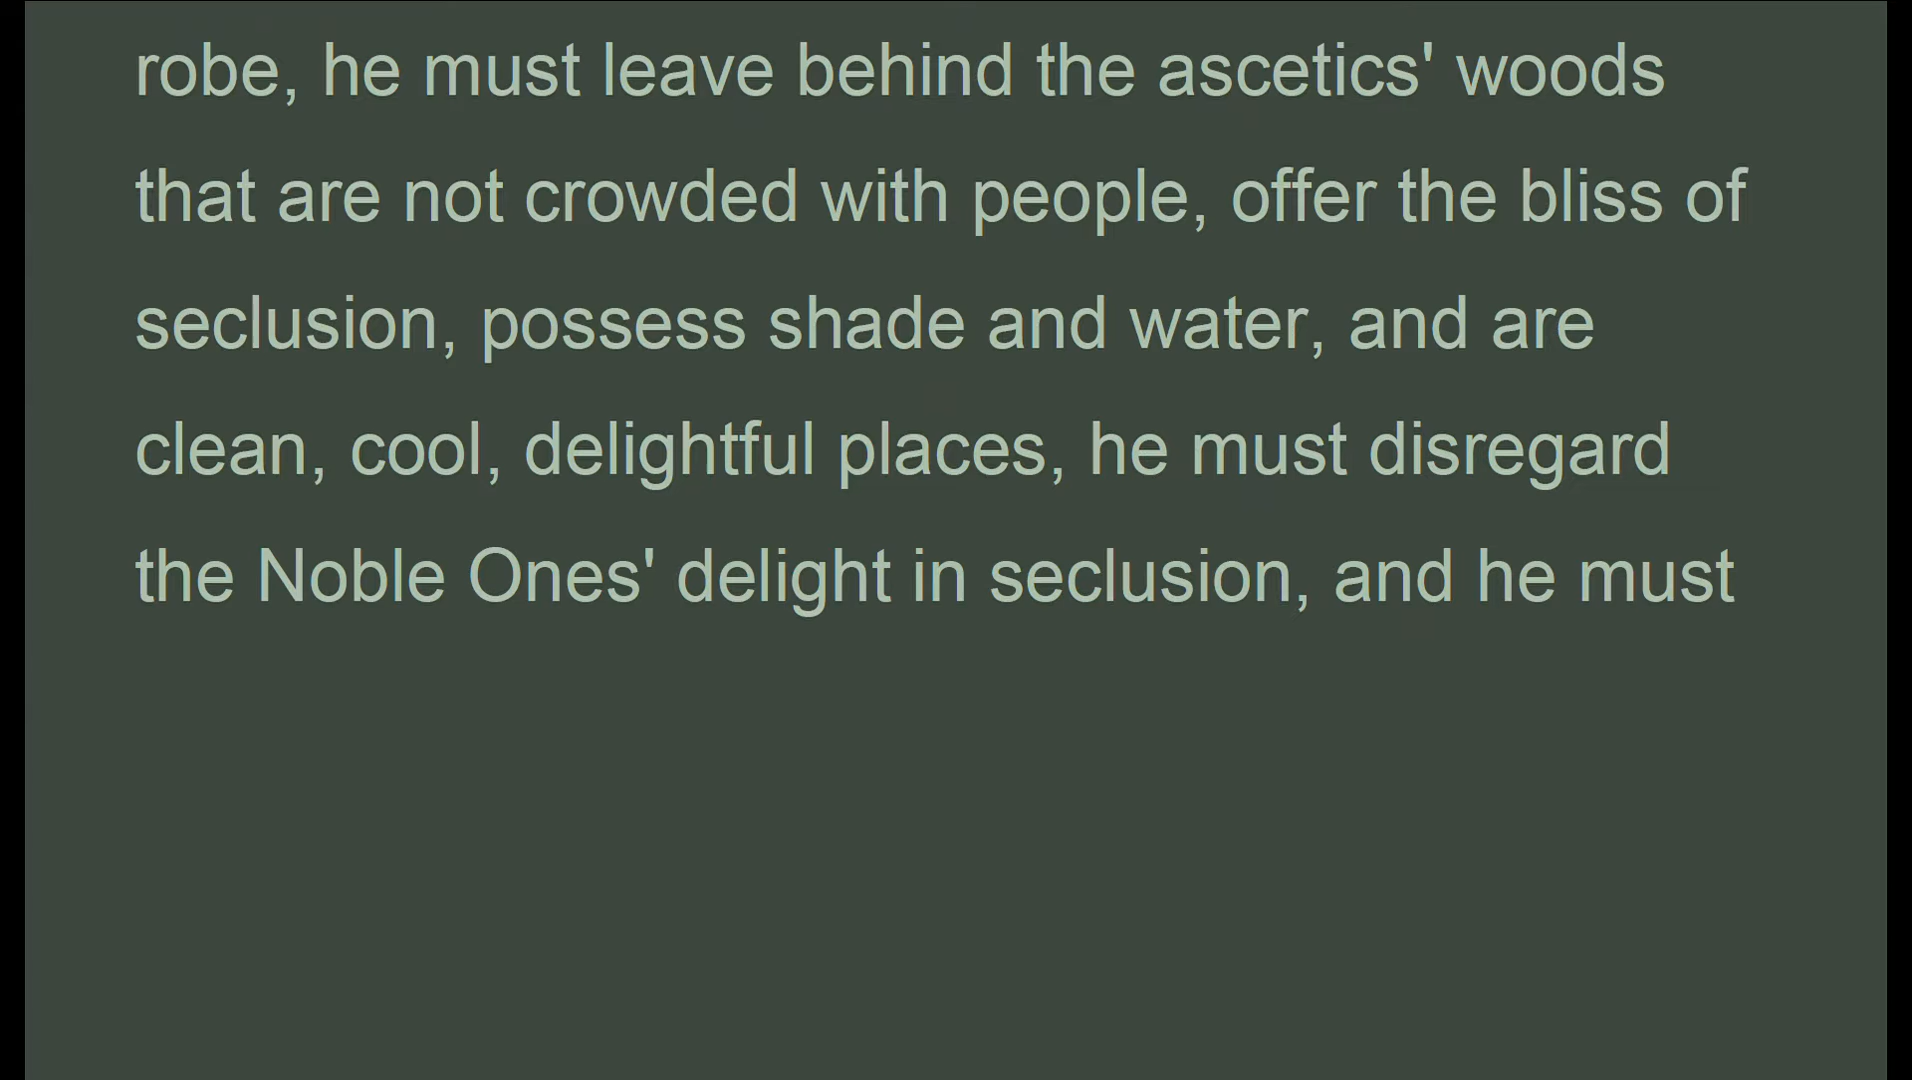 robe, he must leave behind the ascetics' woods
that are not crowded with people, offer the bliss of
seclusion, possess shade and water, and are
clean, cool, delightful places, he must disregard
the Noble Ones' delight in seclusion, and he must